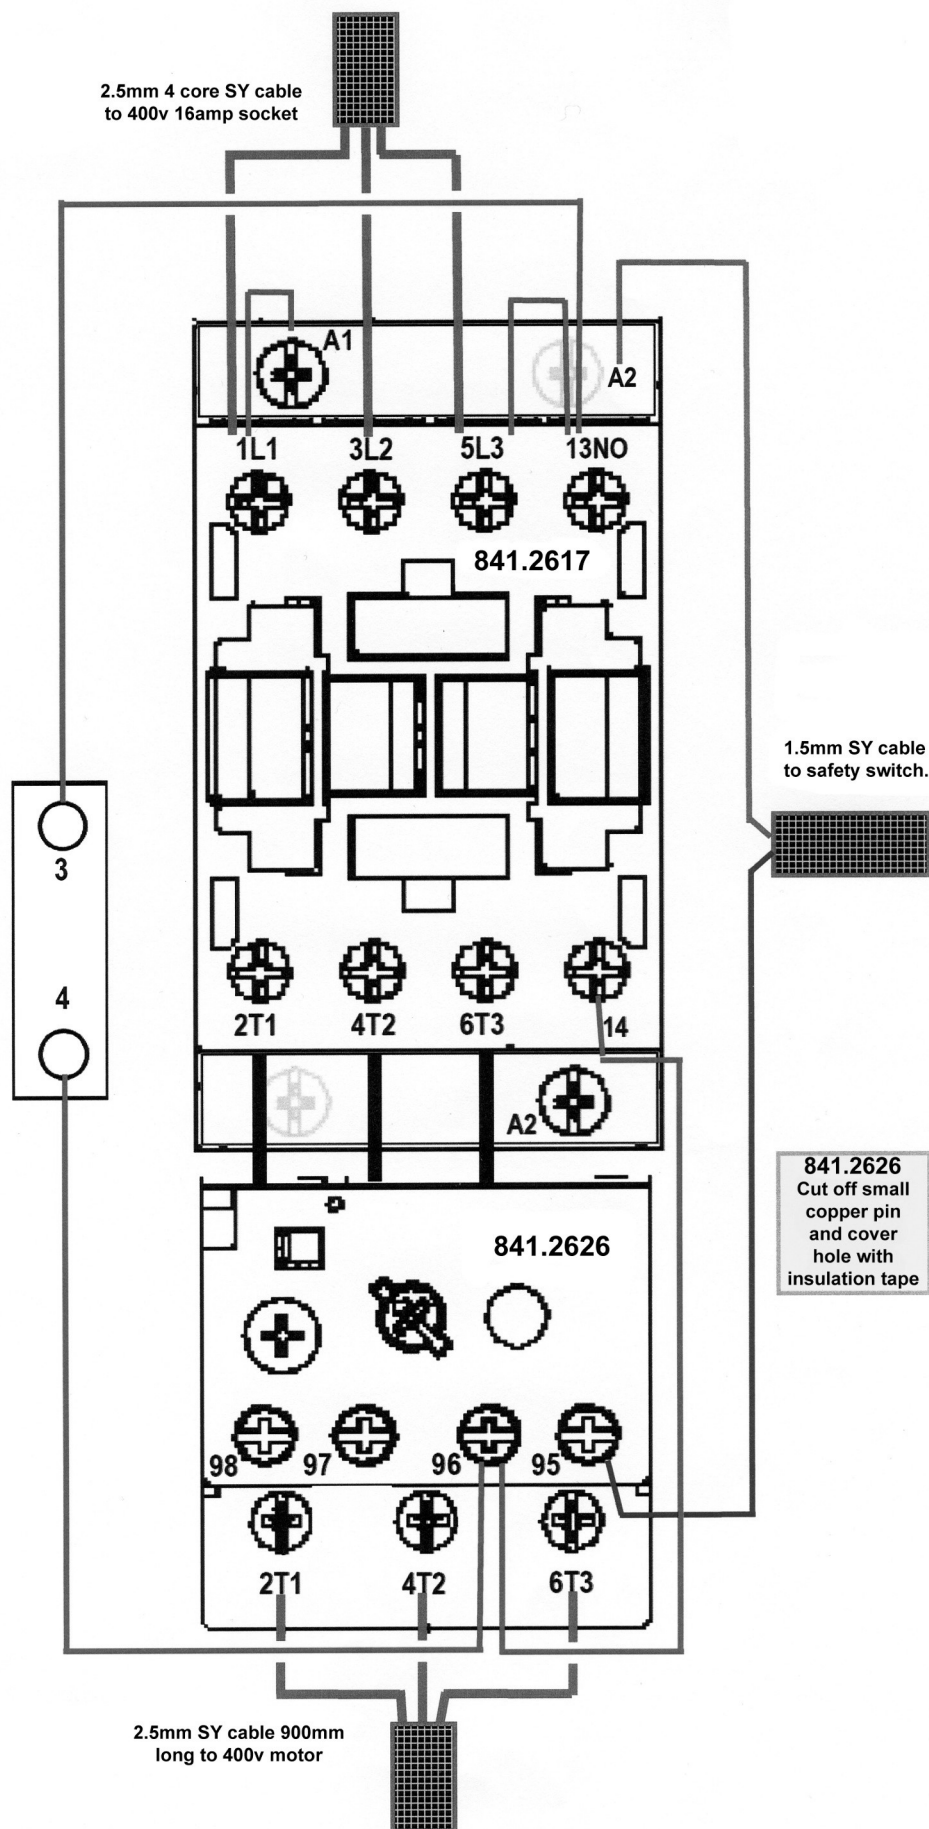 2.5mm 4 core SY cable
to 400v 16amp socket
A1
A2
1L1 3L2 5L3 13NO
841.2617
1.5mm SY cable
to safety switch.
3
4
2T1 4T2 6T3 14
A2
841.2626
Cut off small
copper pin
and cover
hole with
insulation tape
841.2626
98 97 96 95
2T1 4T2 6T3
2.5mm SY cable 900mm
long to 400v motor